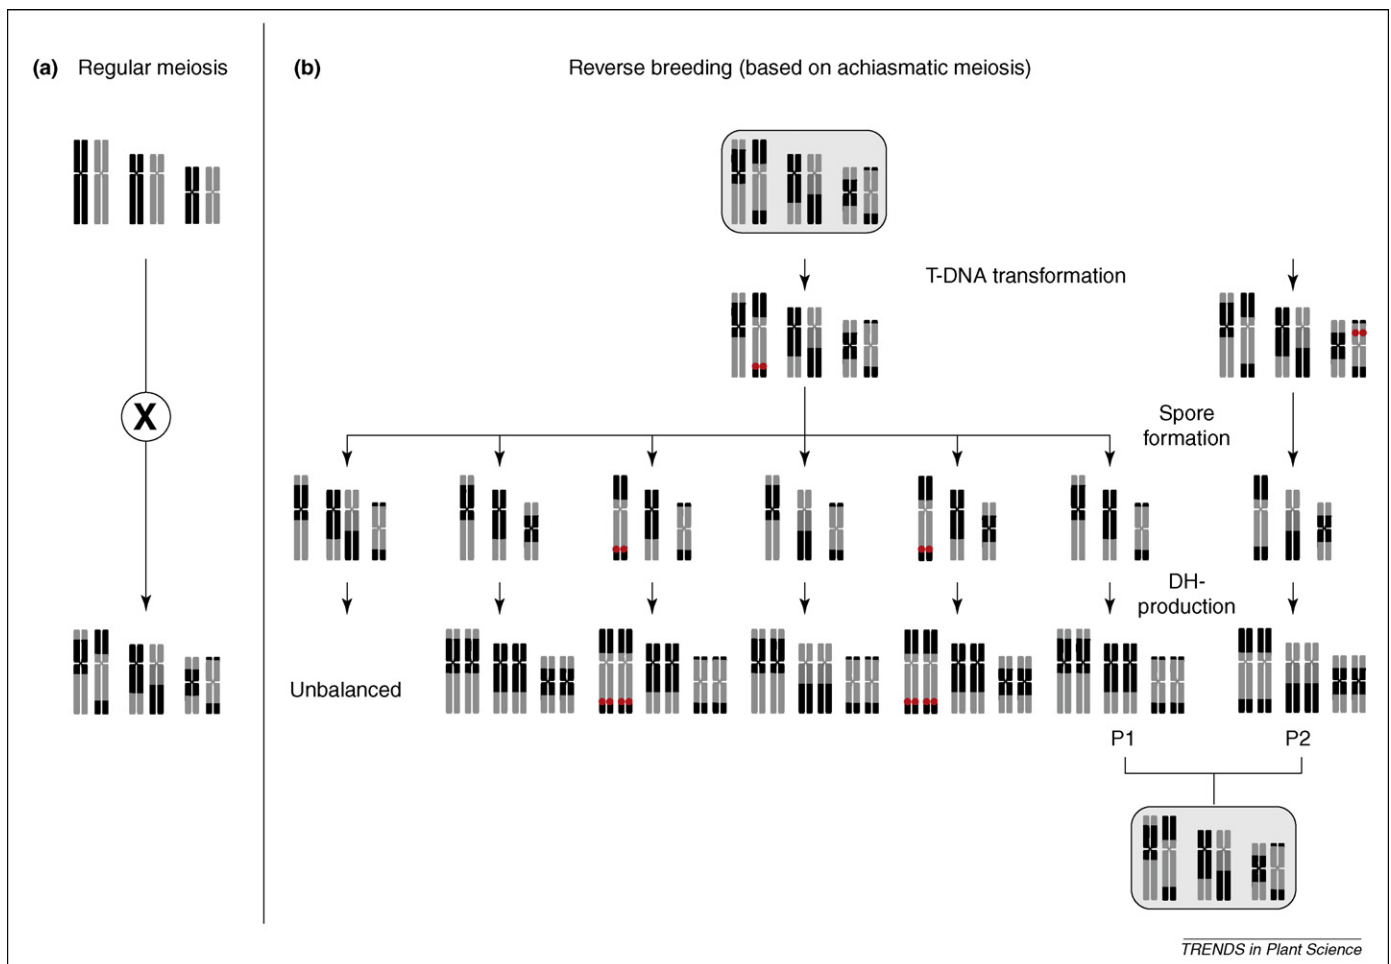 (a) Regular meiosis
(b) Reverse breeding (based on achiasmatic meiosis)
T-DNA transformation
X
Spore
formation
DH-
production
Unbalanced
P1 P2
TRENDS in Plant Science